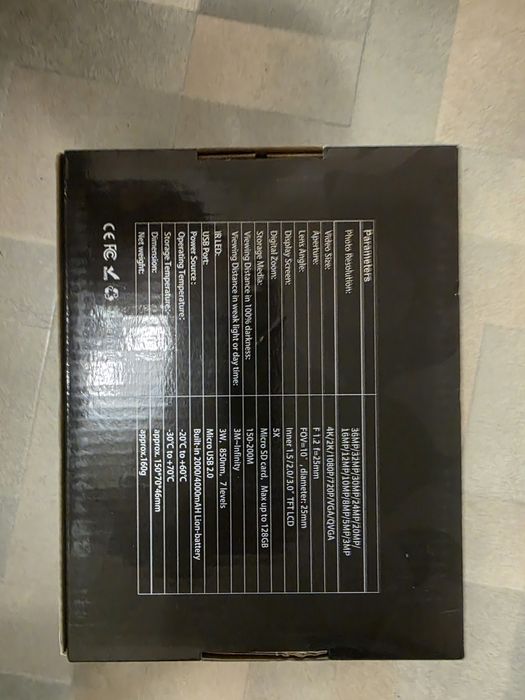 Parameters
Photo Resolution: 36MP/32MP/30MP/24MP/20MP/
16MP/12MP/10MP/8MP/5MP/3MP
Video Size: 4K/2K/1080P/720P/VGA/QVGA
Aperture: F1.2 f=25mm
Lens Angle: FOV=10°, diameter: 25mm
Display Screen: Inner 1.5/2.0/3.0" TFT LCD
Digital Zoom: 5X
Storage Media: Micro SD card, Max up to 128GB
Viewing Distance in 100% darkness: 150-200M
Viewing Distance in weak light or day time: 3M~Infinity
IR LED: 3W, 850nm, 7 levels
USB Port: Micro USB 2.0
Power Source: Built-in 2000/4000mAH Lion-battery
Operating Temperature: -20°C to +60°C
Storage Temperature: -30°C to +70°C
Dimension: approx.150*70*46mm
Net weight: approx.160g
CE FC